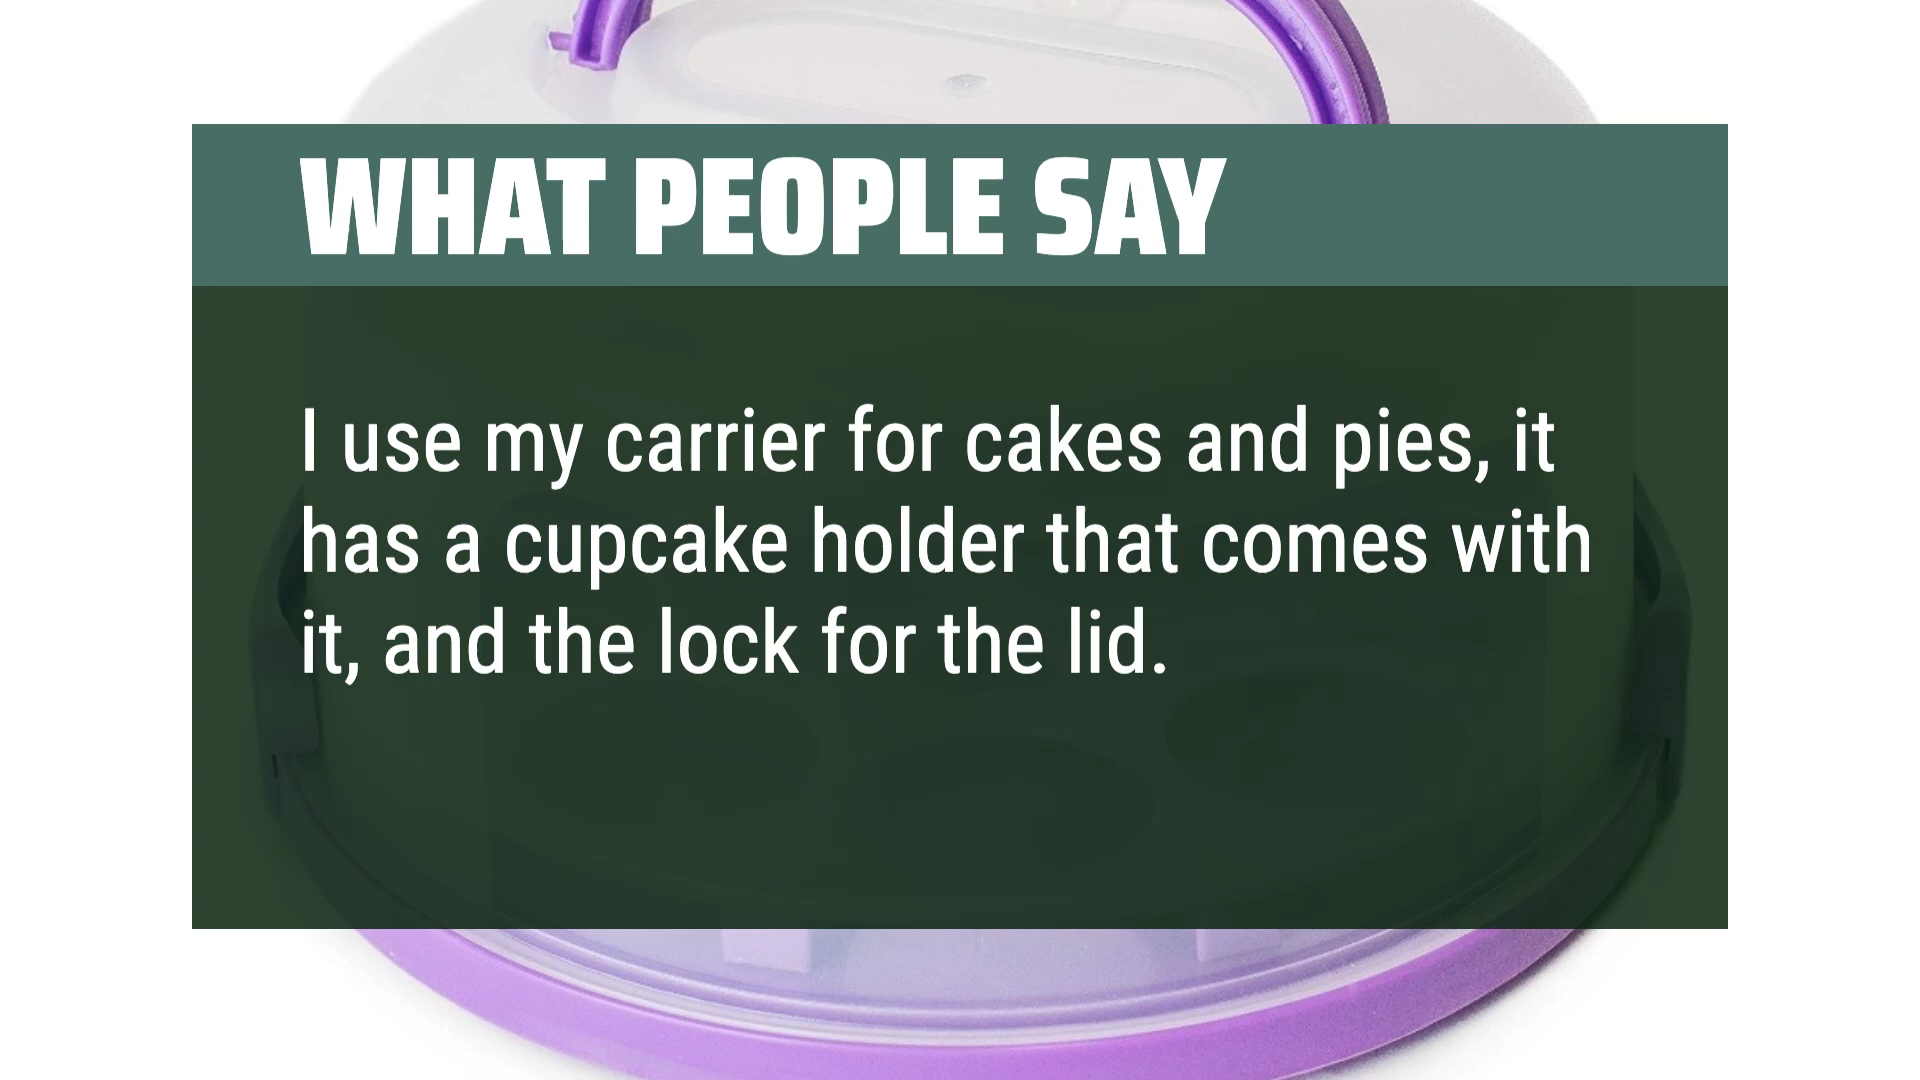 WHAT PEOPLE SAY
I use my carrier for cakes and pies, it
has a cupcake holder that comes with
it, and the lock for the lid.